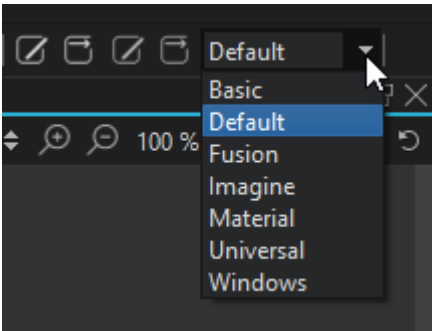 Default
Basic
Default
100 %
Fusion
Imagine
Material
Universal
Windows